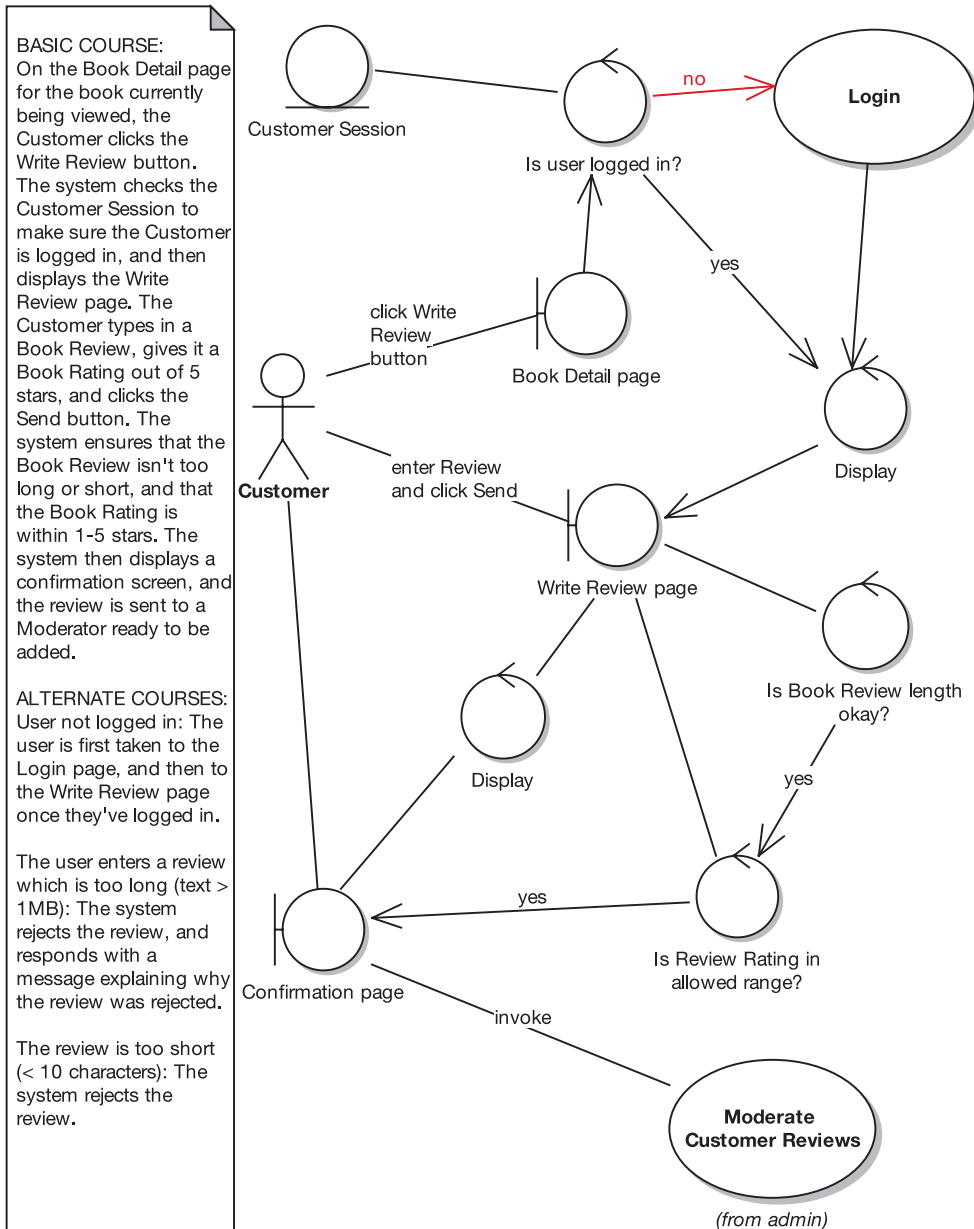 BASIC COURSE:
On the Book Detail page
for the book currently
being viewed, the
Customer clicks the
Write Review button.
The system checks the
Customer Session to
make sure the Customer
is logged in, and then
displays the Write
Review page. The
Customer types in a
Book Review, gives it a
Book Rating out of 5
stars, and clicks the
Send button. The
system ensures that the
Book Review isn't too
long or short, and that
the Book Rating is
within 1-5 stars. The
system then displays a
confirmation screen, and
the review is sent to a
Moderator ready to be
added.
ALTERNATE COURSES:
User not logged in: The
user is first taken to the
Login page, and then to
the Write Review page
once they've logged in.
The user enters a review
which is too long (text >
1MB): The system
rejects the review, and
responds with a
message explaining why
the review was rejected.
The review is too short
(< 10 characters): The
system rejects the
review.
Customer Session
Is user logged in?
no
Login
yes
click Write
Review
button
Book Detail page
Display
Customer
enter Review
and click Send
Write Review page
Is Book Review length
okay?
Display
yes
yes
Is Review Rating in
allowed range?
Confirmation page
invoke
Moderate
Customer Reviews
(from admin)